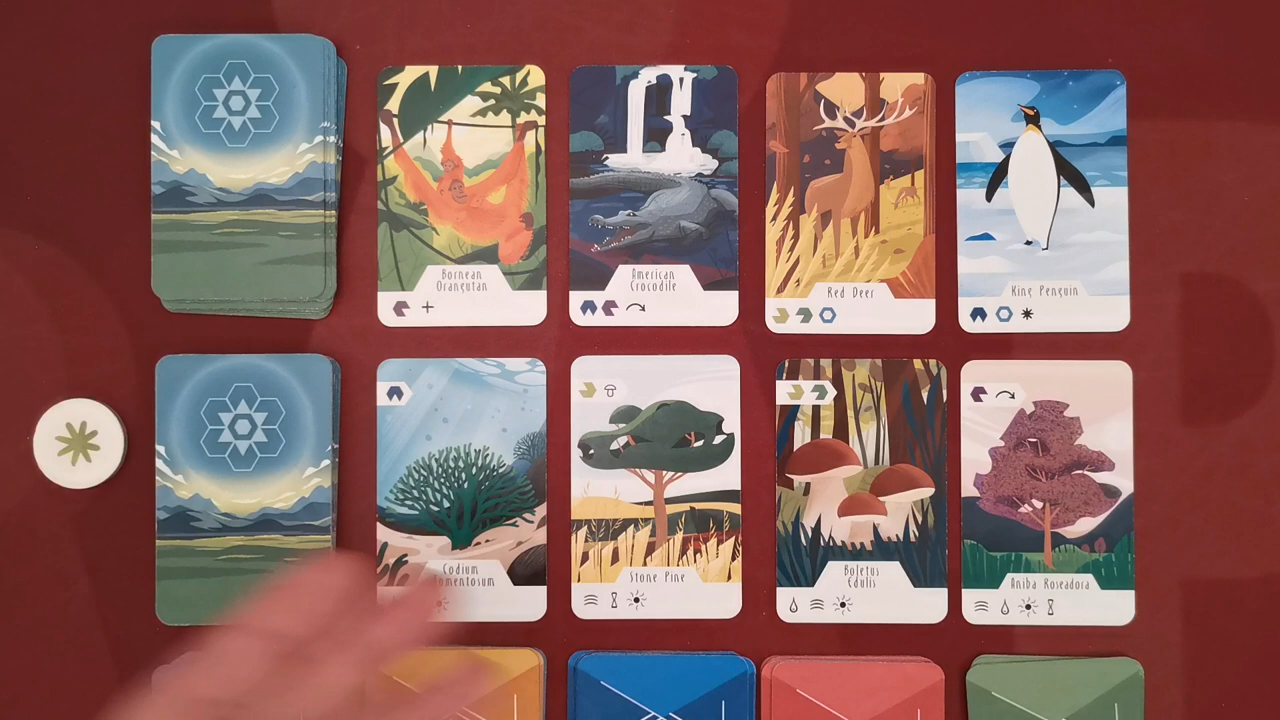 Bornean
Orangutan
American
Crocodile
Red Deer
King Penguin
Codium
Tomentosum
Stone Pine
Boletus
Edulis
Aniba Roseadora